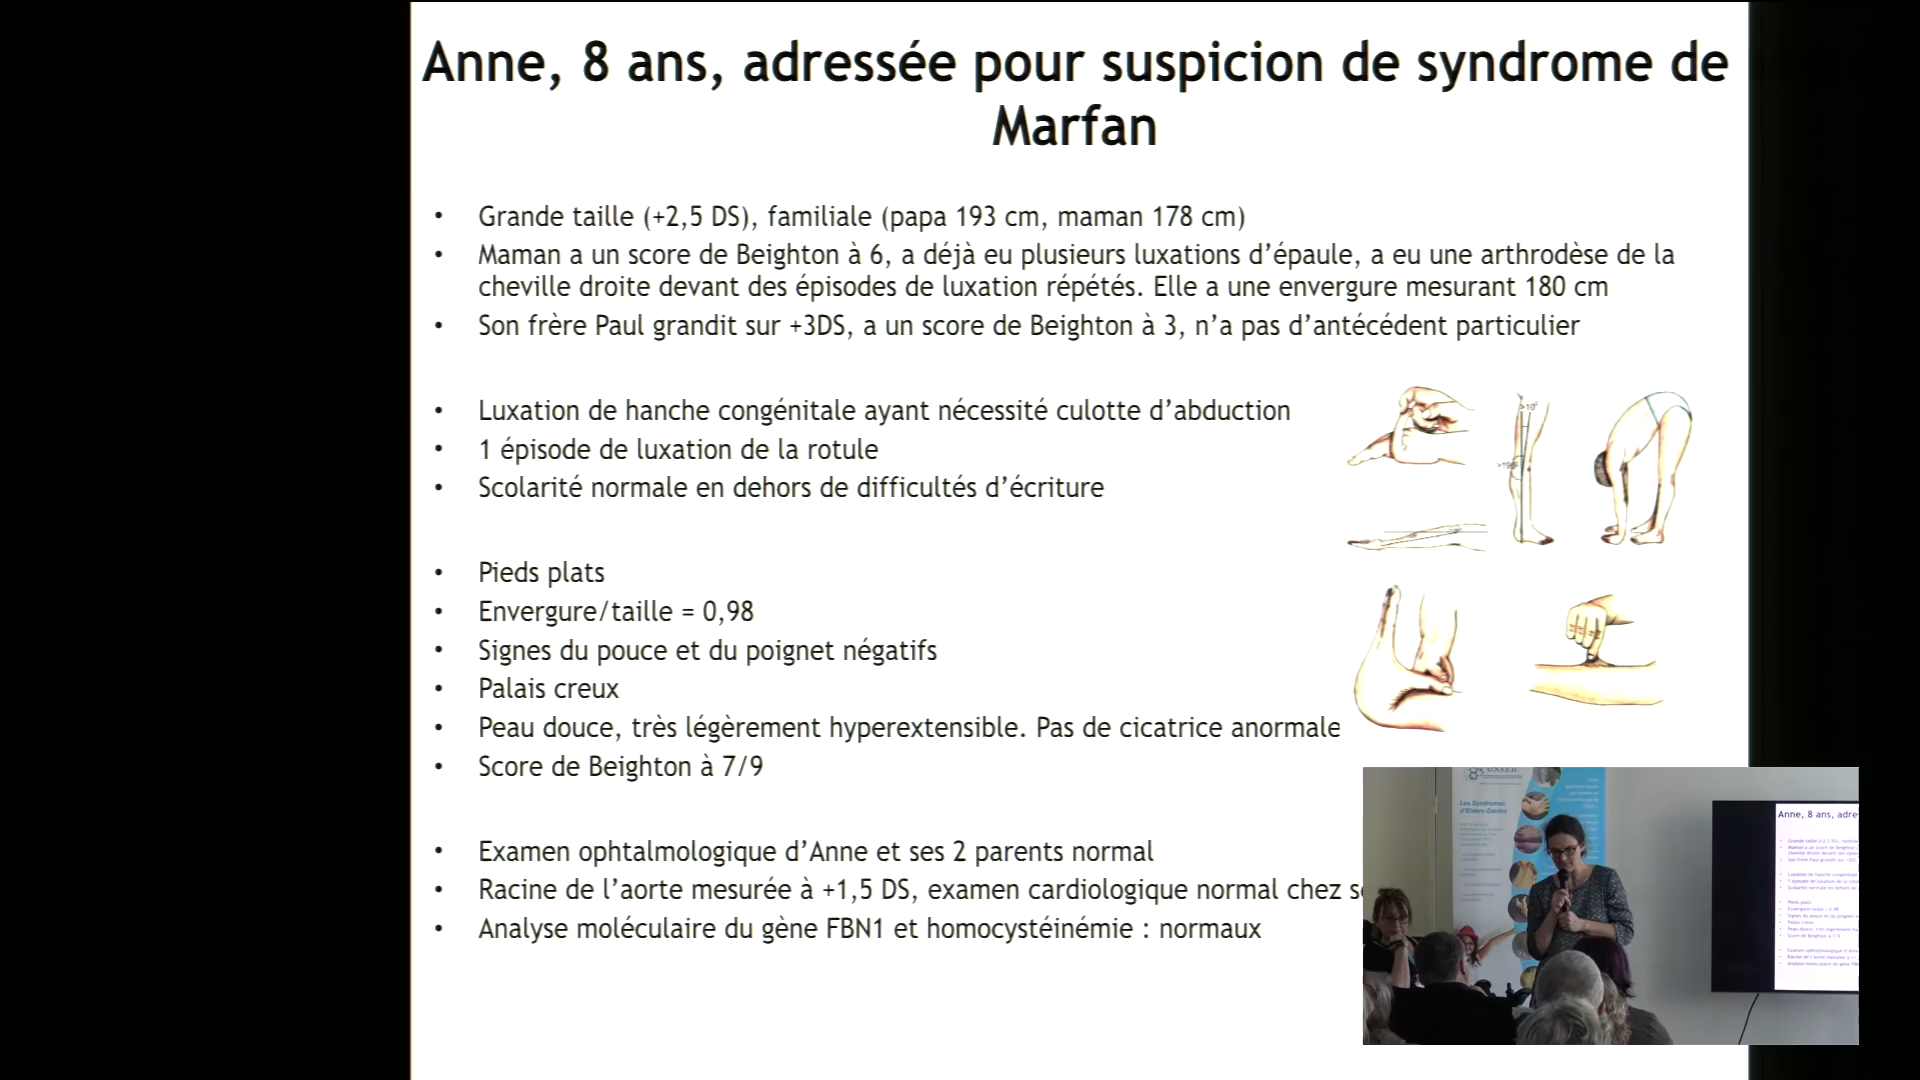 Anne, 8 ans, adressée pour suspicion de syndrome de
Marfan
• Grande taille (+2,5 DS), familiale (papa 193 cm, maman 178 cm)
• Maman a un score de Beighton à 6, a déjà eu plusieurs luxations d’épaule, a eu une arthrodèse de la
cheville droite devant des épisodes de luxation répétés. Elle a une envergure mesurant 180 cm
• Son frère Paul grandit sur +3DS, a un score de Beighton à 3, n’a pas d’antécédent particulier
• Luxation de hanche congénitale ayant nécessité culotte d’abduction
• 1 épisode de luxation de la rotule
• Scolarité normale en dehors de difficultés d’écriture
• Pieds plats
• Envergure/taille = 0,98
• Signes du pouce et du poignet négatifs
• Palais creux
• Peau douce, très légèrement hyperextensible. Pas de cicatrice anormale
• Score de Beighton à 7/9
• Examen ophtalmologique d’Anne et ses 2 parents normal
• Racine de l’aorte mesurée à +1,5 DS, examen cardiologique normal chez
• Analyse moléculaire du gène FBN1 et homocystéinémie : normaux
Les Syndromes
d'Ehlers-Danlos
Anne, 8 ans, adre